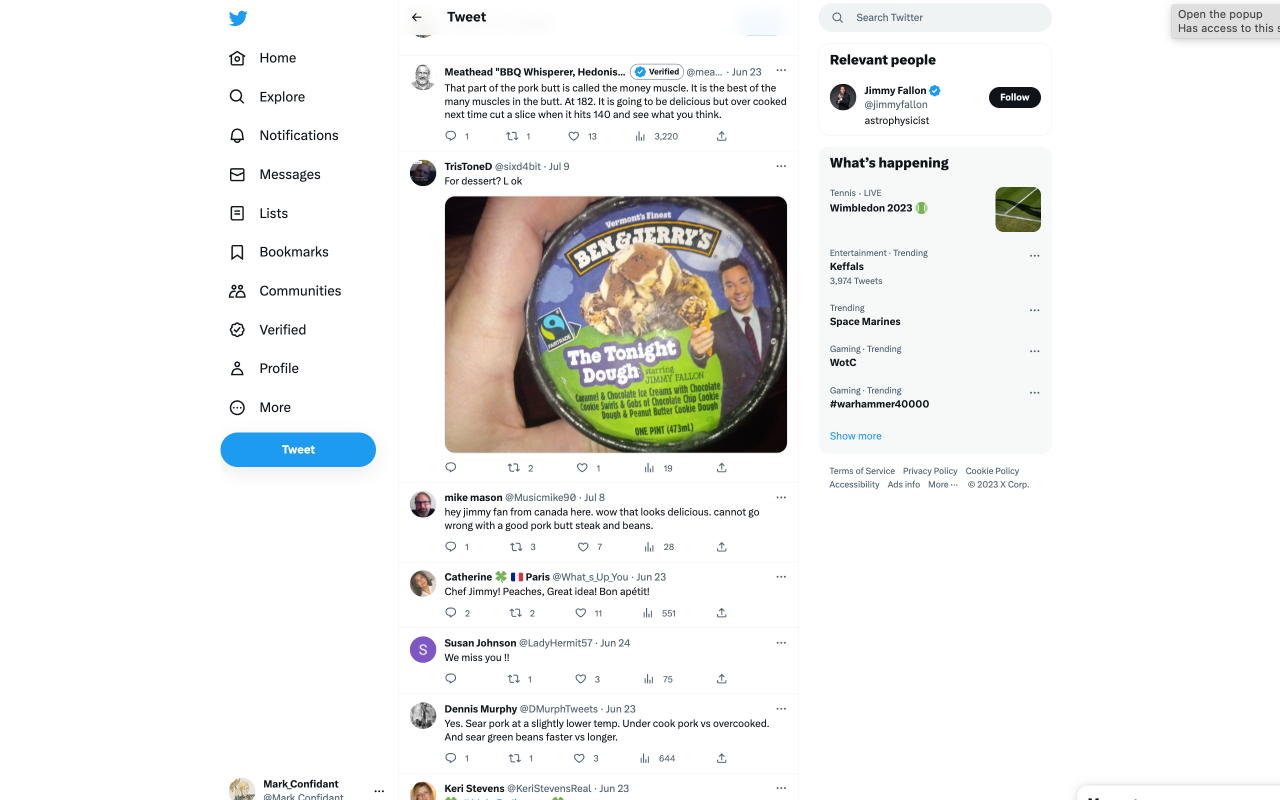 Home
Explore
Notifications
Messages
Lists
Bookmarks
Communities
Verified
Profile
More
Tweet
Mark_Confidant
@Mark_Confidant
Tweet
Meathead "BBQ Whisperer, Hedonis... Verified @mea... · Jun 23
That part of the pork butt is called the money muscle. It is the best of the
many muscles in the butt. At 182. It is going to be delicious but over cooked
next time cut a slice when it hits 140 and see what you think.
1 1 13 3,220
TrisToneD @sixd4bit · Jul 9
For dessert? L ok
Vermont's Finest
BEN & JERRY'S
FAIRTRADE
The Tonight
Dough
starring
JIMMY FALLON
Caramel & Chocolate Ice Creams with Chocolate
Cookie Swirls & Gobs of Chocolate Chip Cookie
Dough & Peanut Butter Cookie Dough
ONE PINT (473mL)
2 1 19
mike mason @Musicmike90 · Jul 8
hey jimmy fan from canada here. wow that looks delicious. cannot go
wrong with a good pork butt steak and beans.
1 3 7 28
Catherine 🍀 🇫🇷 Paris @What_s_Up_You · Jun 23
Chef Jimmy! Peaches, Great idea! Bon apétit!
2 2 11 551
S
Susan Johnson @LadyHermit57 · Jun 24
We miss you !!
1 3 75
Dennis Murphy @DMurphTweets · Jun 23
Yes. Sear pork at a slightly lower temp. Under cook pork vs overcooked.
And sear green beans faster vs longer.
1 1 3 644
Keri Stevens @KeriStevensReal · Jun 23
Search Twitter
Relevant people
Jimmy Fallon
@jimmyfallon
Follow
astrophysicist
What's happening
Tennis · LIVE
Wimbledon 2023
Entertainment · Trending
Keffals
3,974 Tweets
Trending
Space Marines
Gaming · Trending
WotC
Gaming · Trending
#warhammer40000
Show more
Terms of Service Privacy Policy Cookie Policy
Accessibility Ads info More ··· © 2023 X Corp.
Open the popup
Has access to this s